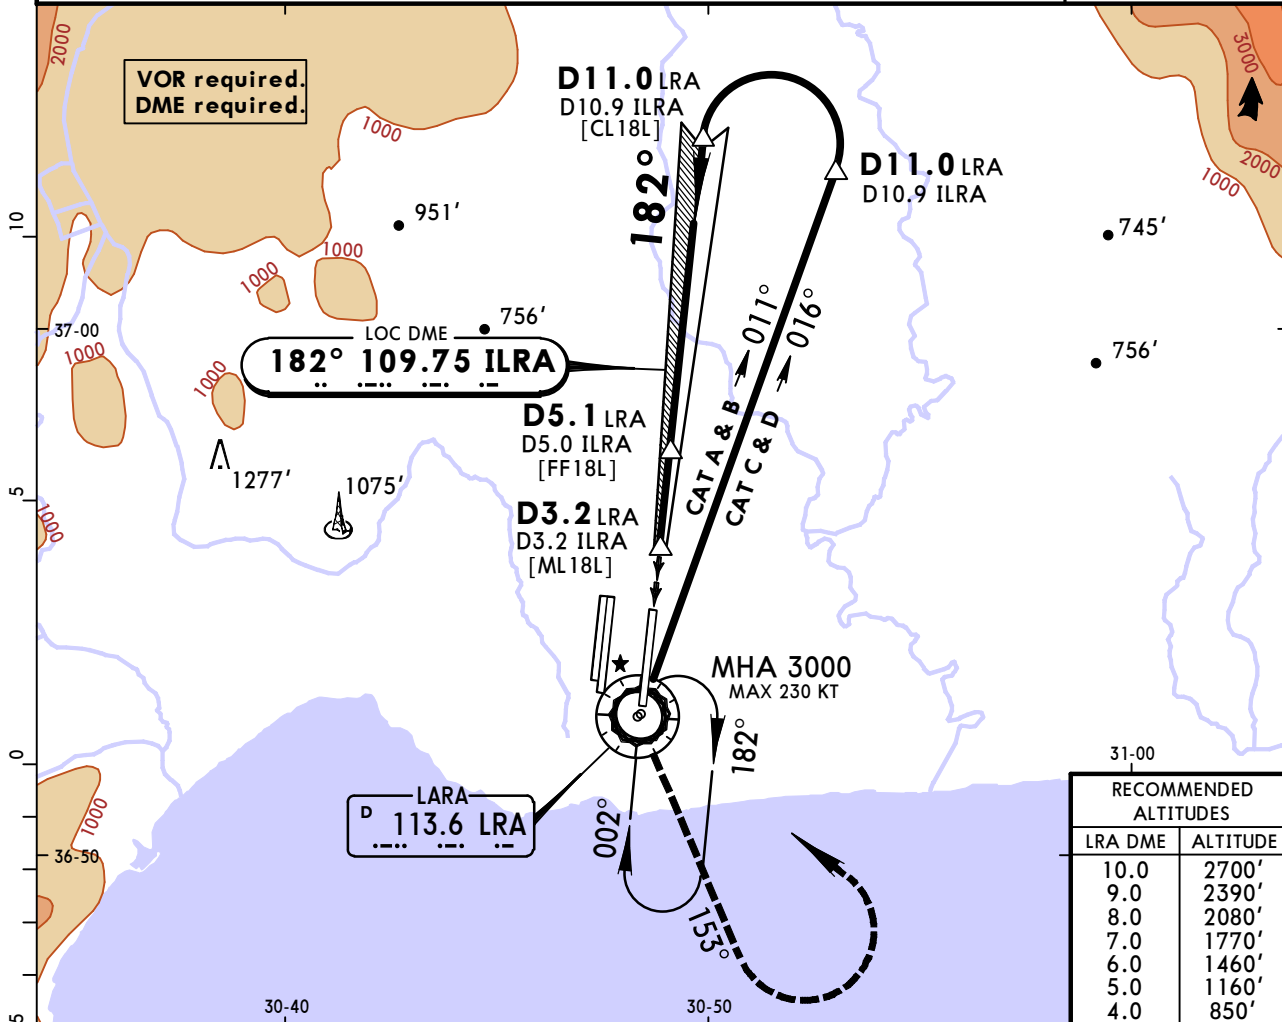 2000
VOR required.
DME required.
1000
951'
1000
1000
D11.0 LRA
D10.9 ILRA
[CL18L]
182°
D11.0 LRA
D10.9 ILRA
3000
2000
1000
745'
10
37-00
756'
756'
LOC DME
182° 109.75 ILRA
1000
1000
1277'
1075'
1000
5
D5.1 LRA
D5.0 ILRA
[FF18L]
D3.2 LRA
D3.2 ILRA
[ML18L]
CAT A & B 011°
CAT C & D 016°
MHA 3000
MAX 230 KT
182°
002°
153°
0
LARA
D 113.6 LRA
1000
36-50
30-40
30-50
31-00
5
RECOMMENDED
ALTITUDES
LRA DME ALTITUDE
10.0 2700'
9.0 2390'
8.0 2080'
7.0 1770'
6.0 1460'
5.0 1160'
4.0 850'